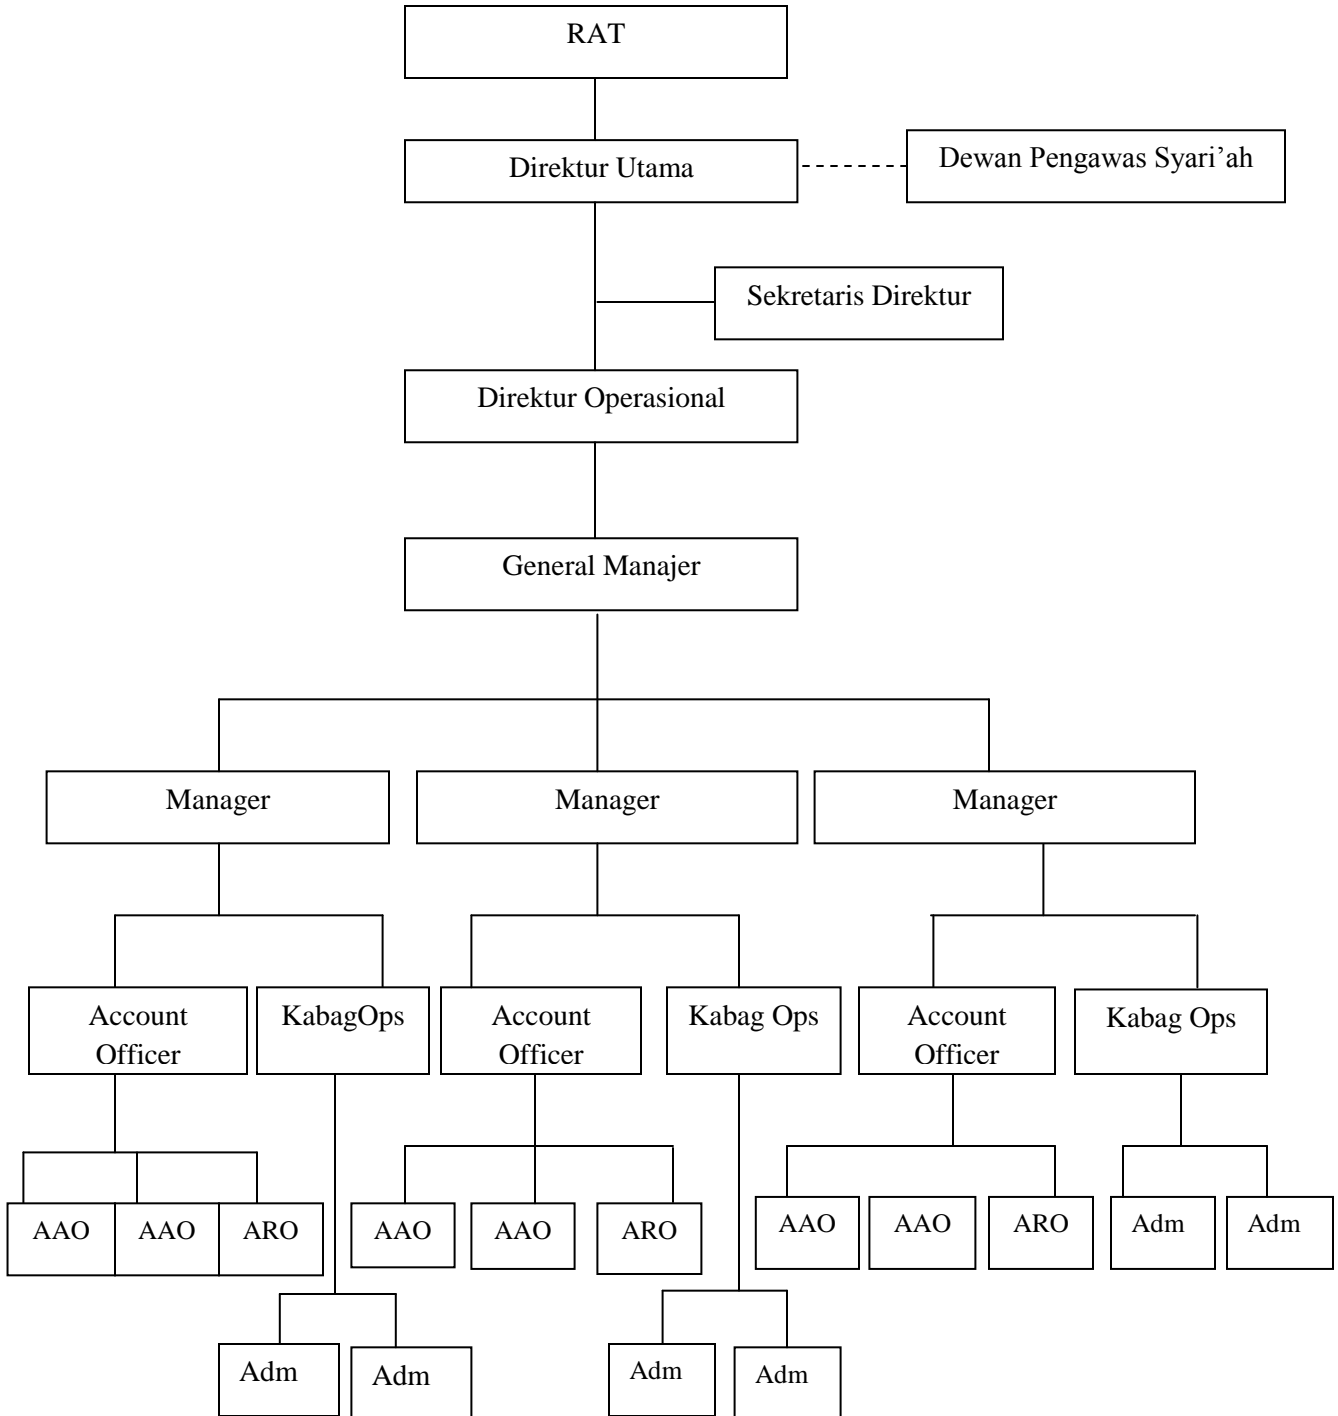 RAT
Direktur Utama
Dewan Pengawas Syari’ah
Sekretaris Direktur
Direktur Operasional
General Manajer
Manager
Manager
Manager
Account
Officer
KabagOps
Account
Officer
Kabag Ops
Account
Officer
Kabag Ops
AAO
AAO
ARO
AAO
AAO
ARO
AAO
AAO
ARO
Adm
Adm
Adm
Adm
Adm
Adm